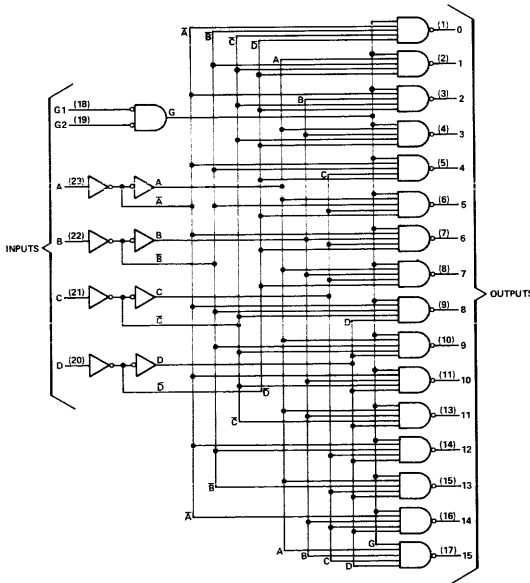 A̅
B̅
C̅
D̅
(1) 0
A
(2) 1
B
(3) 2
G1 (18)
G2 (19)
G
(4) 3
C
(5) 4
A (23)
A
A̅
(6) 5
B (22)
B
B̅
(7) 6
INPUTS
(8) 7
C (21)
C
C̅
OUTPUTS
D
(9) 8
(10) 9
D (20)
D
D̅
D̅
(11) 10
C̅
(13) 11
(14) 12
B̅
(15) 13
A̅
(16) 14
G
A
B
C
D
(17) 15